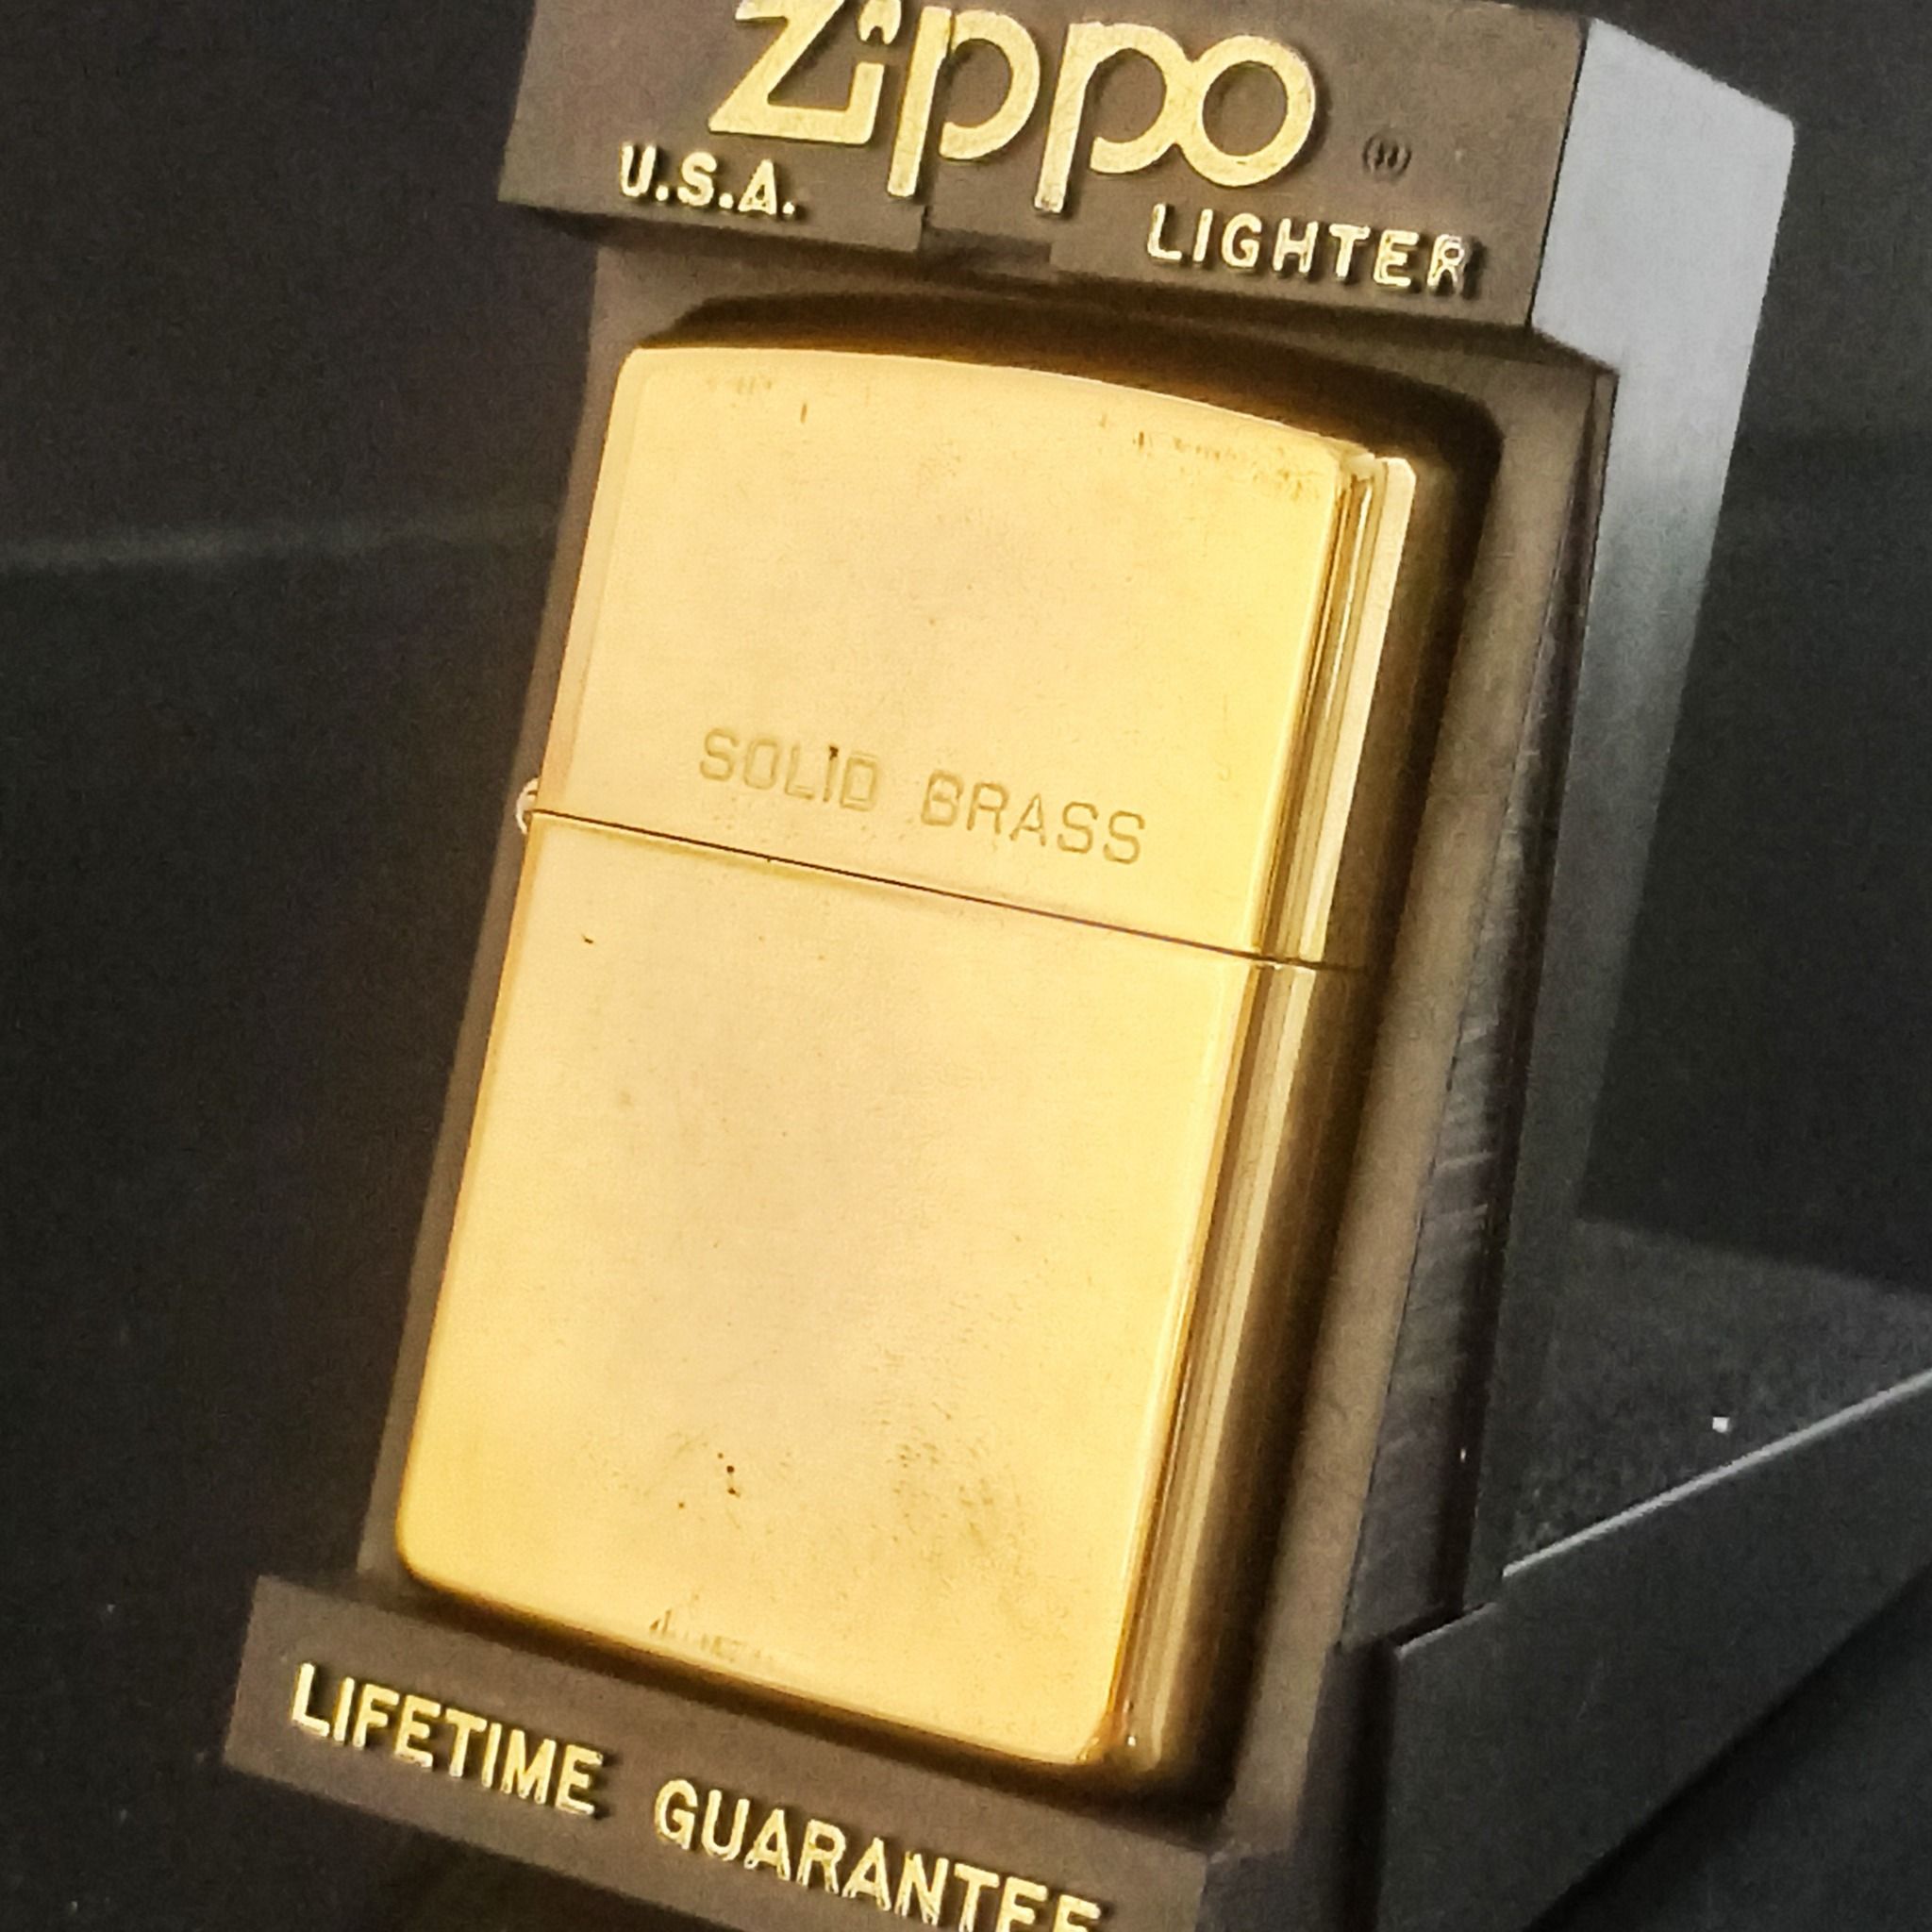 Zippo ®
U.S.A. LIGHTER
SOLID BRASS
LIFETIME GUARANTEE